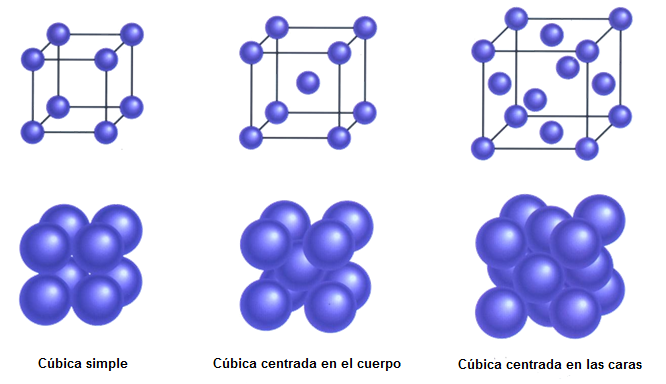 Cúbica simple
Cúbica centrada en el cuerpo
Cúbica centrada en las caras